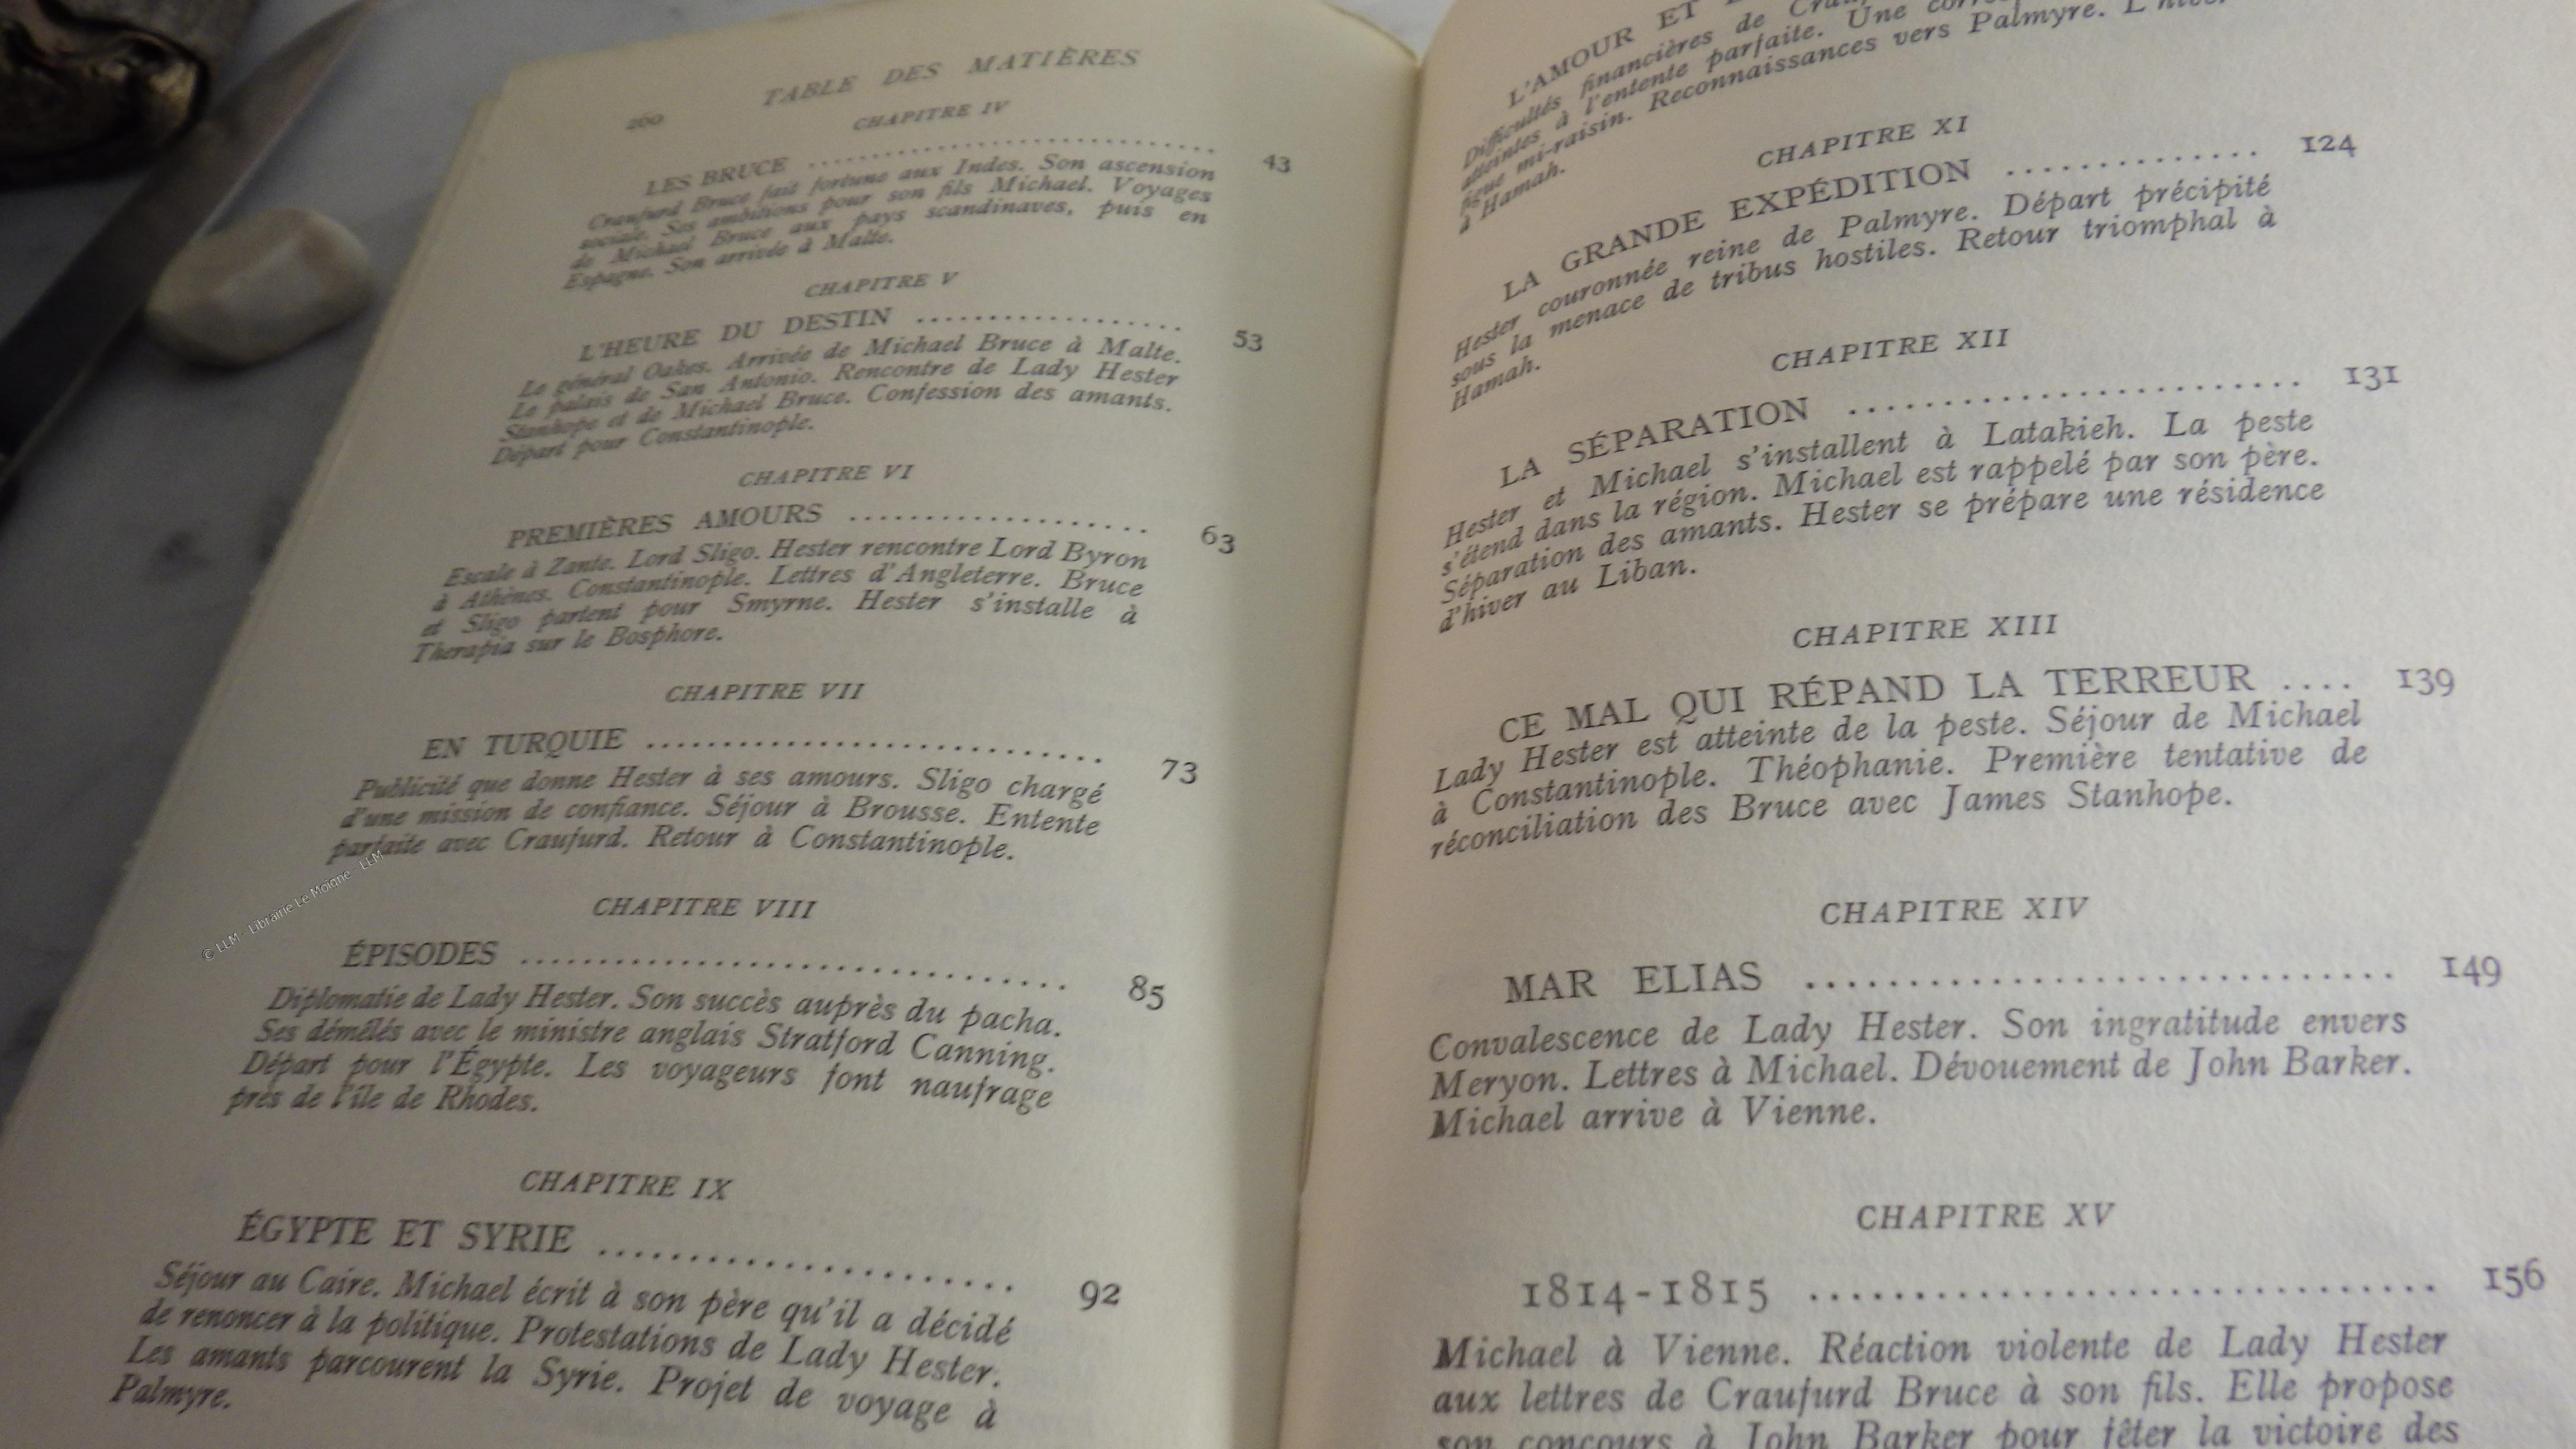 260 TABLE DES MATIÈRES
CHAPITRE IV
LES BRUCE .......... 43
Craufurd Bruce fait fortune aux Indes. Son ascension
sociale. Ses ambitions pour son fils Michael. Voyages
de Michael Bruce aux pays scandinaves, puis en
Espagne. Son arrivée à Malte.
CHAPITRE V
L'HEURE DU DESTIN .......... 53
Le général Oakes. Arrivée de Michael Bruce à Malte.
Le palais de San Antonio. Rencontre de Lady Hester
Stanhope et de Michael Bruce. Confession des amants.
Départ pour Constantinople.
CHAPITRE VI
PREMIÈRES AMOURS .......... 63
Escale à Zante. Lord Sligo. Hester rencontre Lord Byron
à Athènes. Constantinople. Lettres d'Angleterre. Bruce
et Sligo partent pour Smyrne. Hester s'installe à
Therapia sur le Bosphore.
CHAPITRE VII
EN TURQUIE .......... 73
Publicité que donne Hester à ses amours. Sligo chargé
d'une mission de confiance. Séjour à Brousse. Entente
parfaite avec Craufurd. Retour à Constantinople.
CHAPITRE VIII
ÉPISODES .......... 85
Diplomatie de Lady Hester. Son succès auprès du pacha.
Ses démêlés avec le ministre anglais Stratford Canning.
Départ pour l'Égypte. Les voyageurs font naufrage
près de l'île de Rhodes.
CHAPITRE IX
ÉGYPTE ET SYRIE .......... 92
Séjour au Caire. Michael écrit à son père qu'il a décidé
de renoncer à la politique. Protestations de Lady Hester.
Les amants parcourent la Syrie. Projet de voyage à
Palmyre.
L'AMOUR ET
Difficultés financières de
atteintes à l'entente parfaite. Une
mi-raisin. Reconnaissances vers Palmyre.
à Hamah.
CHAPITRE XI
LA GRANDE EXPÉDITION .......... 124
Hester couronnée reine de Palmyre. Départ précipité
sous la menace de tribus hostiles. Retour triomphal à
Hamah.
CHAPITRE XII
LA SÉPARATION .......... 131
Hester et Michael s'installent à Latakieh. La peste
s'étend dans la région. Michael est rappelé par son père.
Séparation des amants. Hester se prépare une résidence
d'hiver au Liban.
CHAPITRE XIII
CE MAL QUI RÉPAND LA TERREUR .... 139
Lady Hester est atteinte de la peste. Séjour de Michael
à Constantinople. Théophanie. Première tentative de
réconciliation des Bruce avec James Stanhope.
CHAPITRE XIV
MAR ELIAS .......... 149
Convalescence de Lady Hester. Son ingratitude envers
Meryon. Lettres à Michael. Dévouement de John Barker.
Michael arrive à Vienne.
CHAPITRE XV
1814-1815 .......... 156
Michael à Vienne. Réaction violente de Lady Hester
aux lettres de Craufurd Bruce à son fils. Elle propose
son concours à John Barker pour fêter la victoire des
© LLM - Librairie Le Moigne - LLM